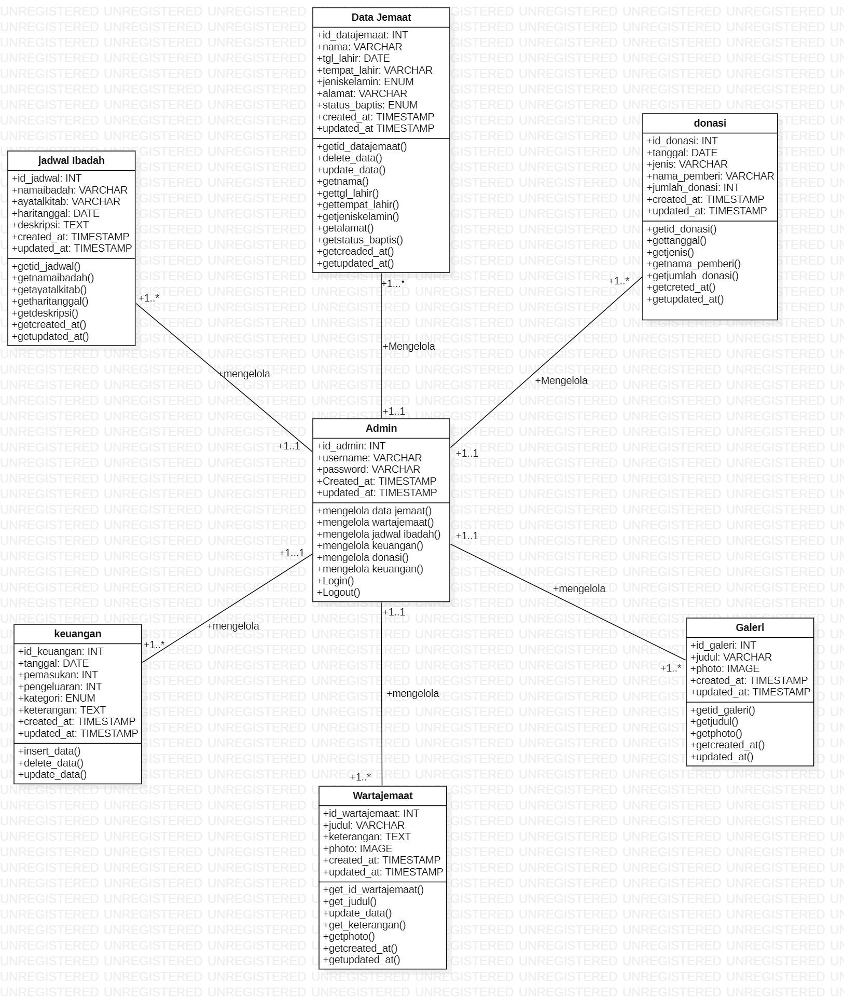 Data Jemaat
+id_datajemaat: INT
+nama: VARCHAR
+tgl_lahir: DATE
+tempat_lahir: VARCHAR
+jeniskelamin: ENUM
+alamat: VARCHAR
+status_baptis: ENUM
+created_at: TIMESTAMP
+updated_at TIMESTAMP
+getid_datajemaat()
+delete_data()
+update_data()
+getnama()
+gettgl_lahir()
+gettempat_lahir()
+getjeniskelamin()
+getalamat()
+getstatus_baptis()
+getcreaded_at()
+getupdated_at()
donasi
+id_donasi: INT
+tanggal: DATE
+jenis: VARCHAR
+nama_pemberi: VARCHAR
+jumlah_donasi: INT
+created_at: TIMESTAMP
+updated_at: TIMESTAMP
+getid_donasi()
+gettanggal()
+getjenis()
+getnama_pemberi()
+getjumlah_donasi()
+getcreted_at()
+getupdated_at()
jadwal Ibadah
+id_jadwal: INT
+namaibadah: VARCHAR
+ayatalkitab: VARCHAR
+haritanggal: DATE
+deskripsi: TEXT
+created_at: TIMESTAMP
+updated_at: TIMESTAMP
+getid_jadwal()
+getnamaibadah()
+getayatalkitab()
+getharitanggal()
+getdeskripsi()
+getcreated_at()
+getupdated_at()
+1..*
+1...*
+1..*
+mengelola
+Mengelola
+Mengelola
+1..1
+1..1
+1..1
Admin
+id_admin: INT
+username: VARCHAR
+password: VARCHAR
+Created_at: TIMESTAMP
+updated_at: TIMESTAMP
+mengelola data jemaat()
+mengelola wartajemaat()
+mengelola jadwal ibadah()
+mengelola keuangan()
+mengelola donasi()
+mengelola keuangan()
+Login()
+Logout()
+1...1
+1..1
+1..1
+mengelola
+mengelola
+mengelola
+1..*
+1..*
+1..*
keuangan
+id_keuangan: INT
+tanggal: DATE
+pemasukan: INT
+pengeluaran: INT
+kategori: ENUM
+keterangan: TEXT
+created_at: TIMESTAMP
+updated_at: TIMESTAMP
+insert_data()
+delete_data()
+update_data()
Galeri
+id_galeri: INT
+judul: VARCHAR
+photo: IMAGE
+created_at: TIMESTAMP
+updated_at: TIMESTAMP
+getid_galeri()
+getjudul()
+getphoto()
+getcreated_at()
+updated_at()
Wartajemaat
+id_wartajemaat: INT
+judul: VARCHAR
+keterangan: TEXT
+photo: IMAGE
+created_at: TIMESTAMP
+updated_at: TIMESTAMP
+get_id_wartajemaat()
+get_judul()
+update_data()
+get_keterangan()
+getphoto()
+getcreated_at()
+getupdated_at()
UNREGISTERED